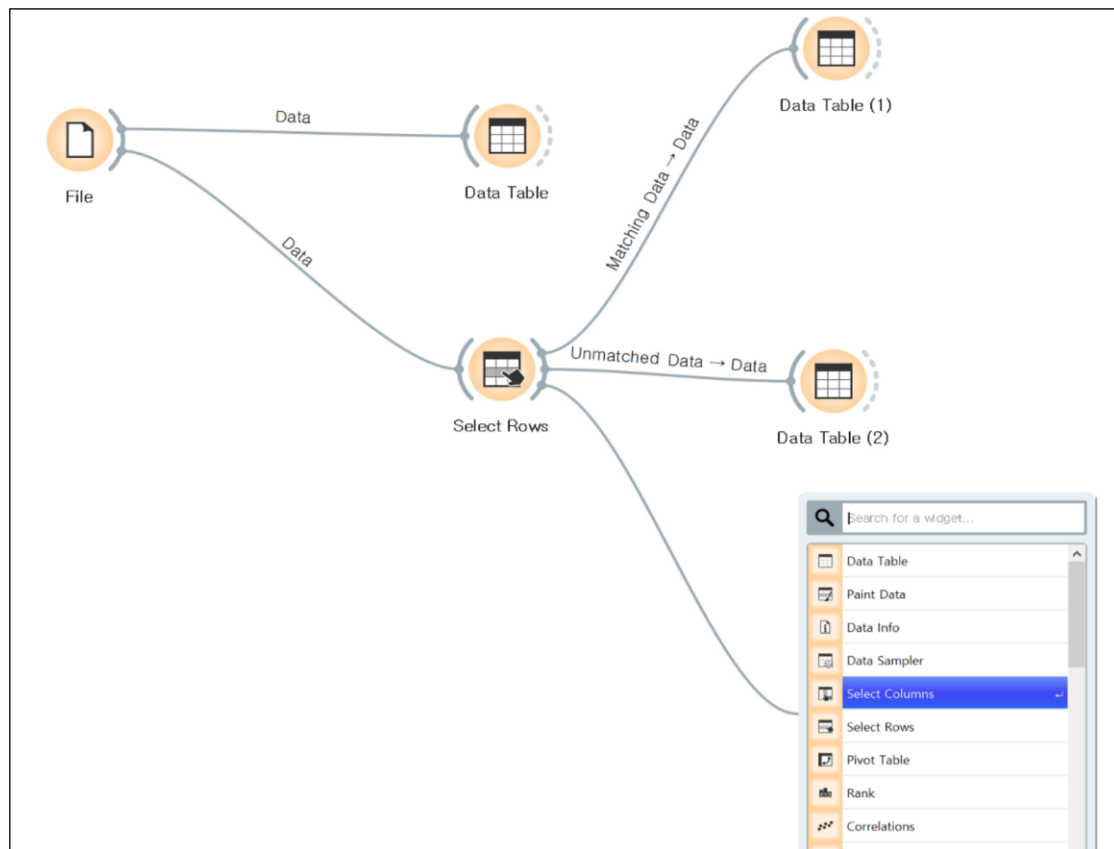 Data Table (1)
Data
File
Data Table
Matching Data → Data
Data
Unmatched Data → Data
Select Rows
Data Table (2)
Search for a widget...
Data Table
Paint Data
Data Info
Data Sampler
Select Columns
Select Rows
Pivot Table
Rank
Correlations